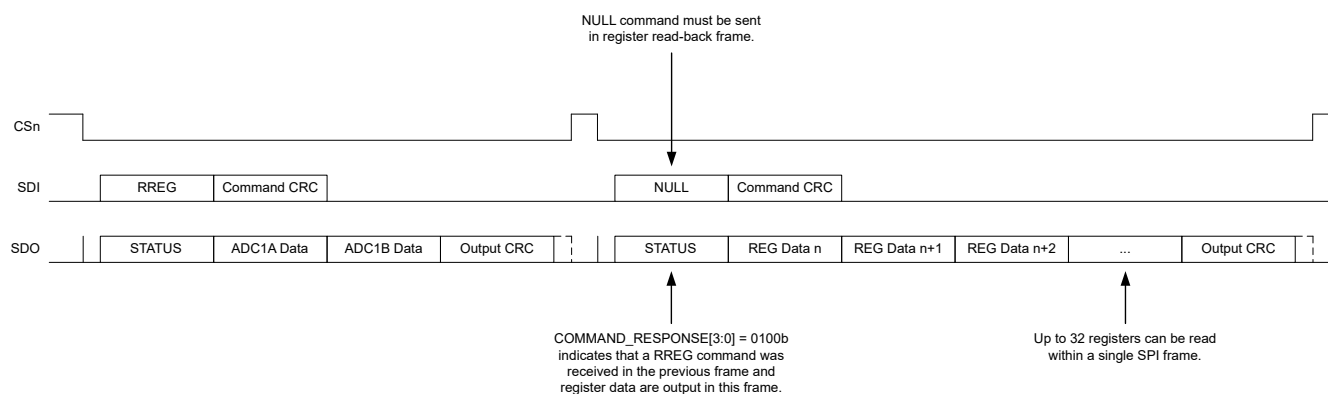 NULL command must be sent
in register read-back frame.
CSn
SDI
RREG
Command CRC
NULL
Command CRC
SDO
STATUS
ADC1A Data
ADC1B Data
Output CRC
STATUS
REG Data n
REG Data n+1
REG Data n+2
...
Output CRC
COMMAND_RESPONSE[3:0] = 0100b
indicates that a RREG command was
received in the previous frame and
register data are output in this frame.
Up to 32 registers can be read
within a single SPI frame.